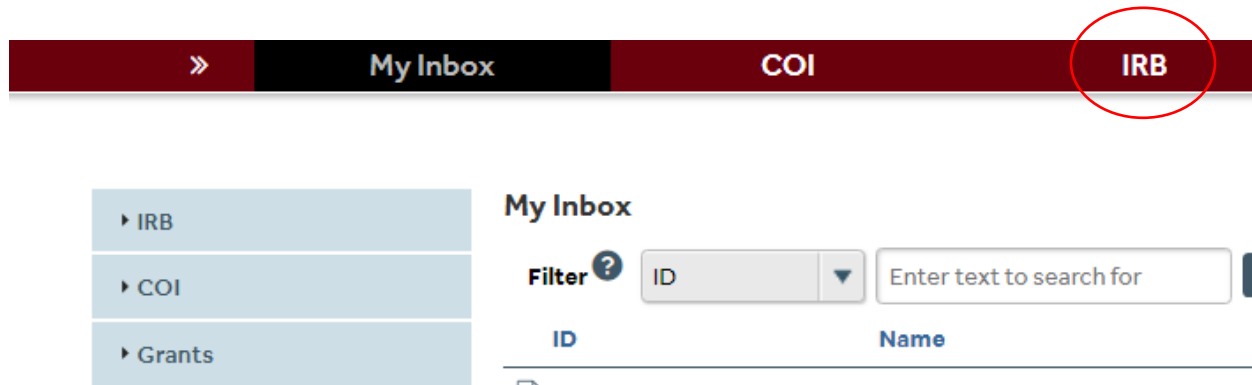 » My Inbox COI IRB
IRB
COI
Grants
My Inbox
Filter ? ID Enter text to search for
ID Name